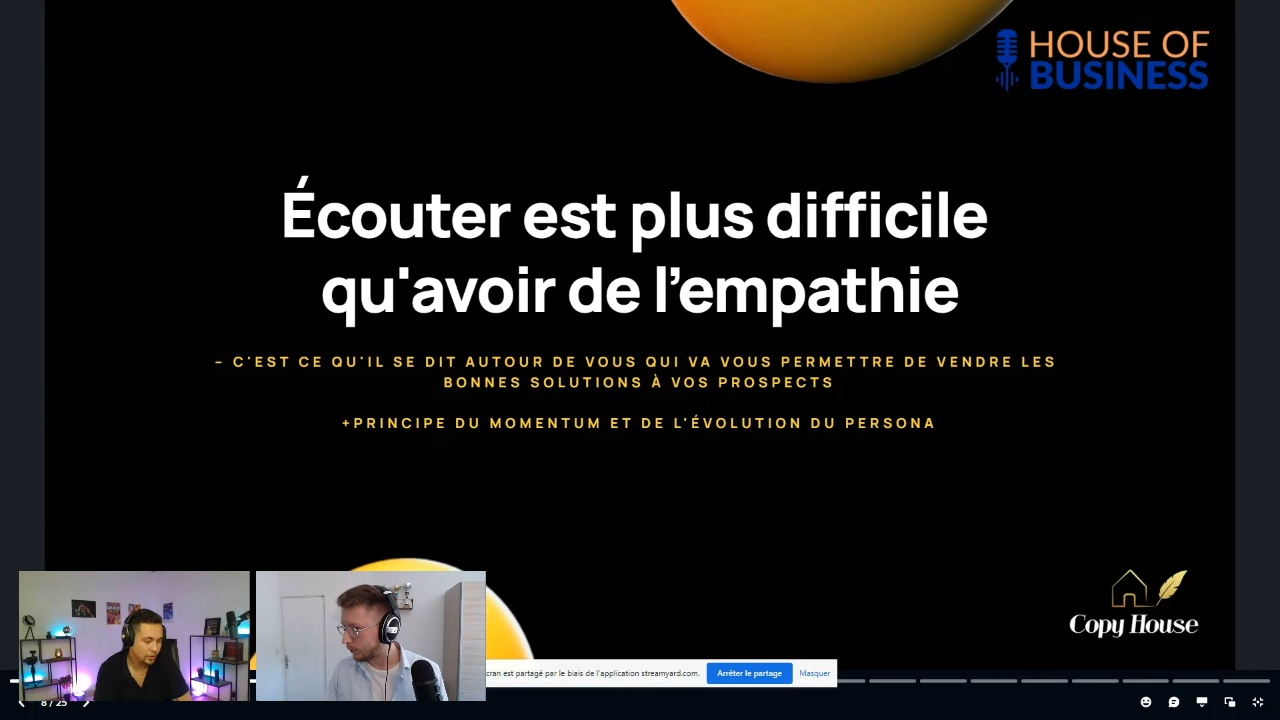 HOUSE OF
BUSINESS
Écouter est plus difficile
qu'avoir de l’empathie
– C'EST CE QU'IL SE DIT AUTOUR DE VOUS QUI VA VOUS PERMETTRE DE VENDRE LES
BONNES SOLUTIONS À VOS PROSPECTS
+PRINCIPE DU MOMENTUM ET DE L'ÉVOLUTION DU PERSONA
Copy House
cran est partagé par le biais de l'application streamyard.com.
Arrêter le partage
Masquer
8 / 25